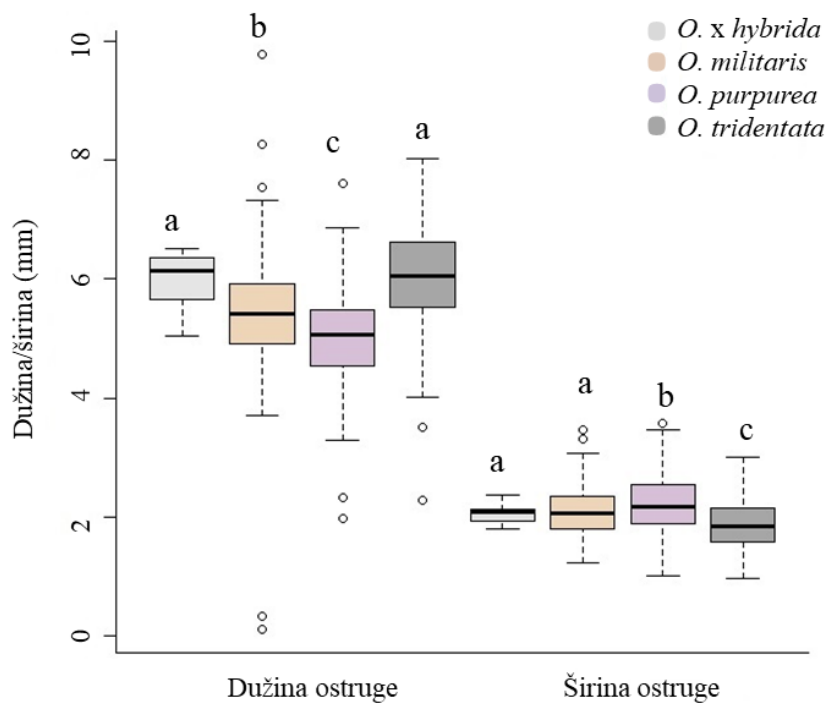 O. x hybrida
O. militaris
O. purpurea
O. tridentata
Dužina/širina (mm)
10
8
6
4
2
0
a
b
c
a
a
a
b
c
Dužina ostruge
Širina ostruge